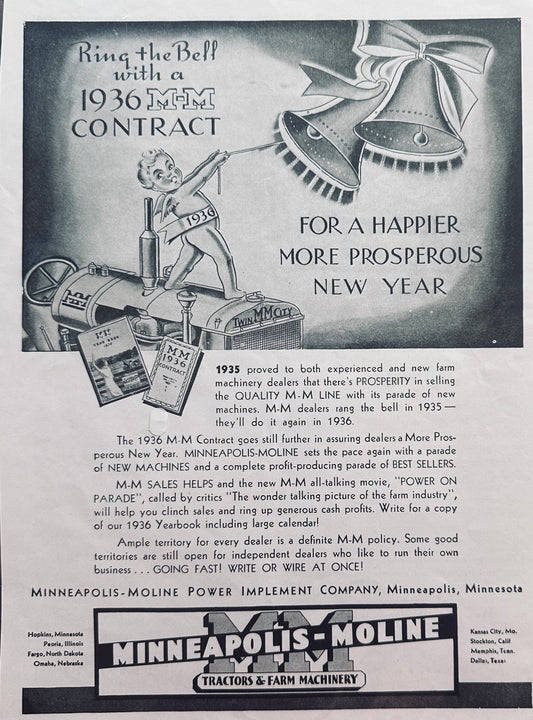 Ring the Bell
with a
1936 M-M
CONTRACT
1936
FOR A HAPPIER
MORE PROSPEROUS
NEW YEAR
MM
TWIN MM CITY
MM
YEAR BOOK
MM
1936
CONTRACT
1935 proved to both experienced and new farm
machinery dealers that there's PROSPERITY in selling
the QUALITY M-M LINE with its parade of new
machines. M-M dealers rang the bell in 1935 —
they'll do it again in 1936.
The 1936 M-M Contract goes still further in assuring dealers a More Pros-
perous New Year. MINNEAPOLIS-MOLINE sets the pace again with a parade
of NEW MACHINES and a complete profit-producing parade of BEST SELLERS.
M-M SALES HELPS and the new M-M all-talking movie, "POWER ON
PARADE", called by critics "The wonder talking picture of the farm industry",
will help you clinch sales and ring up generous cash profits. Write for a copy
of our 1936 Yearbook including large calendar!
Ample territory for every dealer is a definite M-M policy. Some good
territories are still open for independent dealers who like to run their own
business . . . GOING FAST! WRITE OR WIRE AT ONCE!
MINNEAPOLIS-MOLINE POWER IMPLEMENT COMPANY, Minneapolis, Minnesota
Hopkins, Minnesota
Peoria, Illinois
Fargo, North Dakota
Omaha, Nebraska
MM
MINNEAPOLIS-MOLINE
TRACTORS & FARM MACHINERY
Kansas City, Mo.
Stockton, Calif.
Memphis, Tenn.
Dallas, Texas